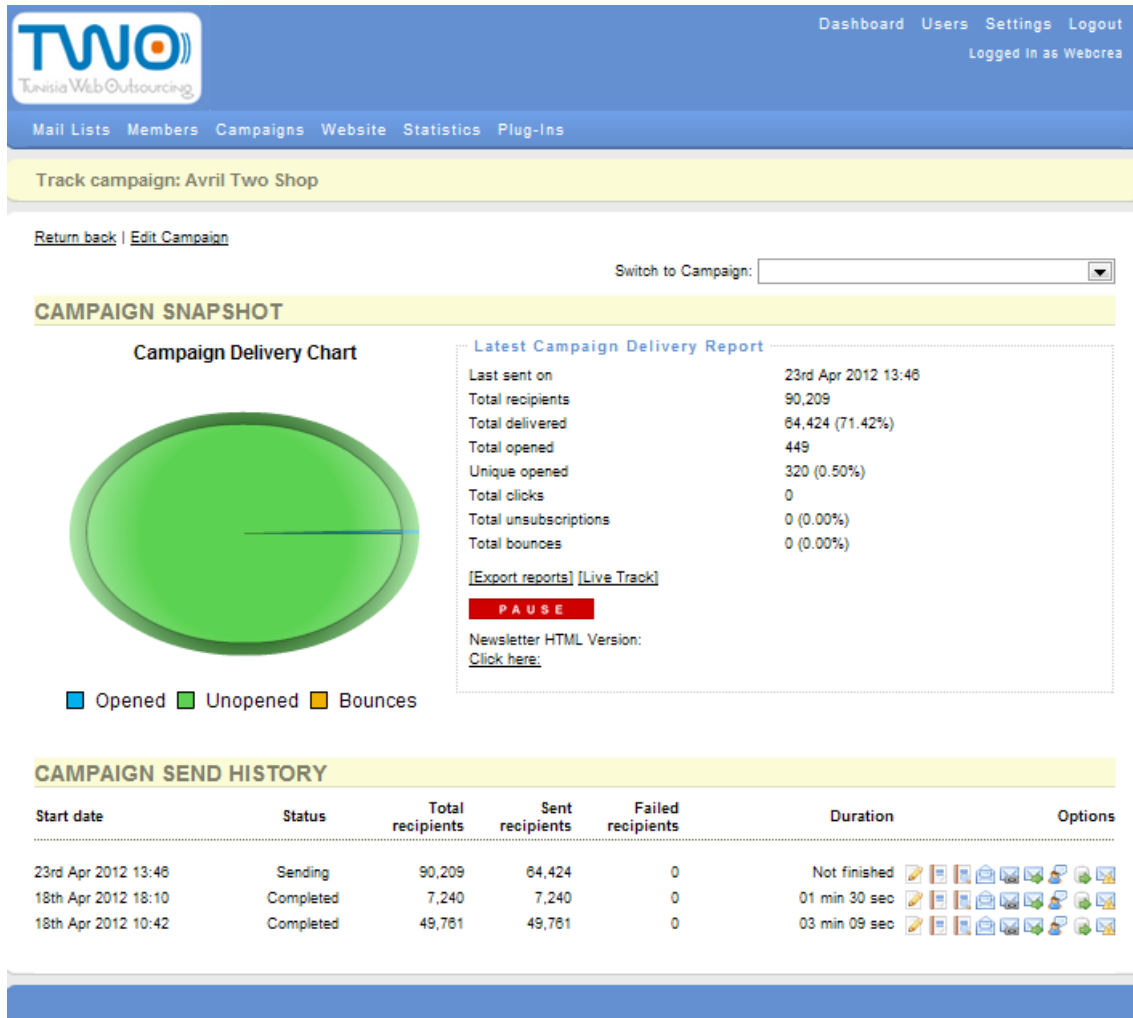 TWO
Tunisia Web Outsourcing
Dashboard Users Settings Logout
Logged in as Webcrea
Mail Lists Members Campaigns Website Statistics Plug-Ins
Track campaign: Avril Two Shop
Return back | Edit Campaign
Switch to Campaign:
CAMPAIGN SNAPSHOT
Campaign Delivery Chart
Opened Unopened Bounces
Latest Campaign Delivery Report
Last sent on 23rd Apr 2012 13:46
Total recipients 90,209
Total delivered 64,424 (71.42%)
Total opened 449
Unique opened 320 (0.50%)
Total clicks 0
Total unsubscriptions 0 (0.00%)
Total bounces 0 (0.00%)
[Export reports] [Live Track]
PAUSE
Newsletter HTML Version:
Click here:
CAMPAIGN SEND HISTORY
Start date Status Total recipients Sent recipients Failed recipients Duration Options
23rd Apr 2012 13:46 Sending 90,209 64,424 0 Not finished
18th Apr 2012 18:10 Completed 7,240 7,240 0 01 min 30 sec
18th Apr 2012 10:42 Completed 49,761 49,761 0 03 min 09 sec